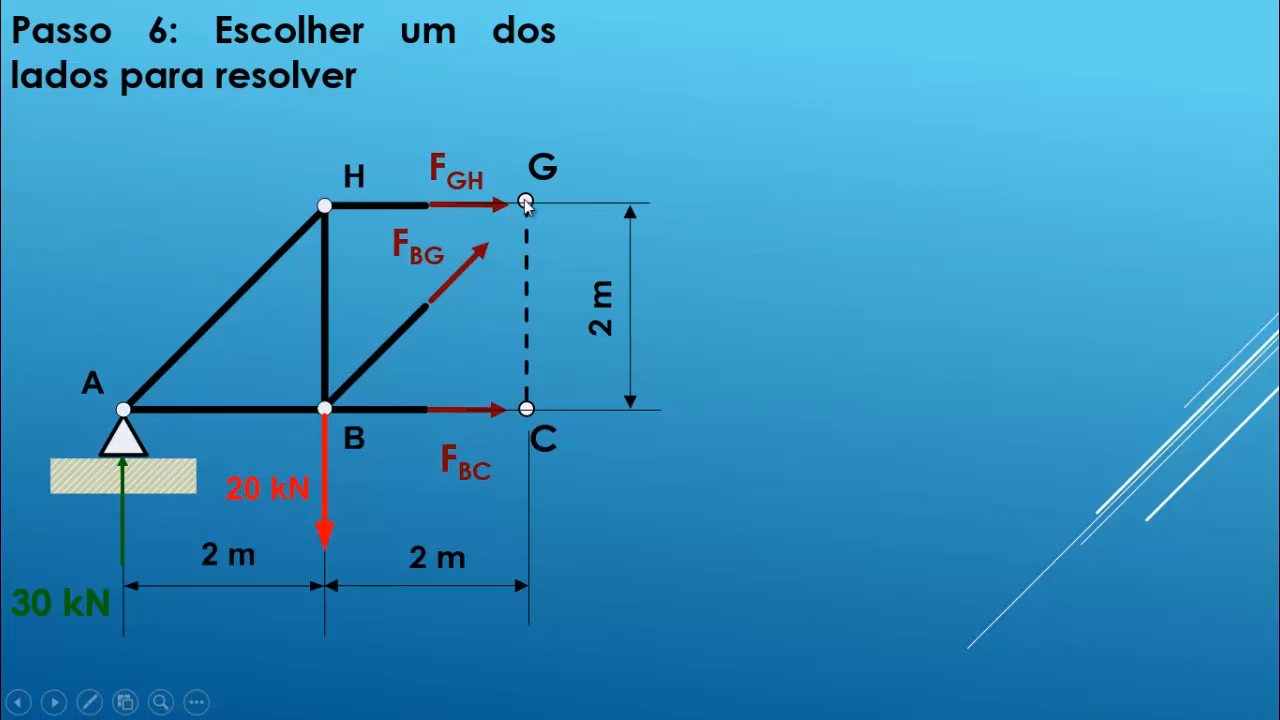 Passo 6: Escolher um dos
lados para resolver
H
F_GH
G
F_BG
2 m
A
B
F_BC
C
20 kN
2 m
2 m
30 kN